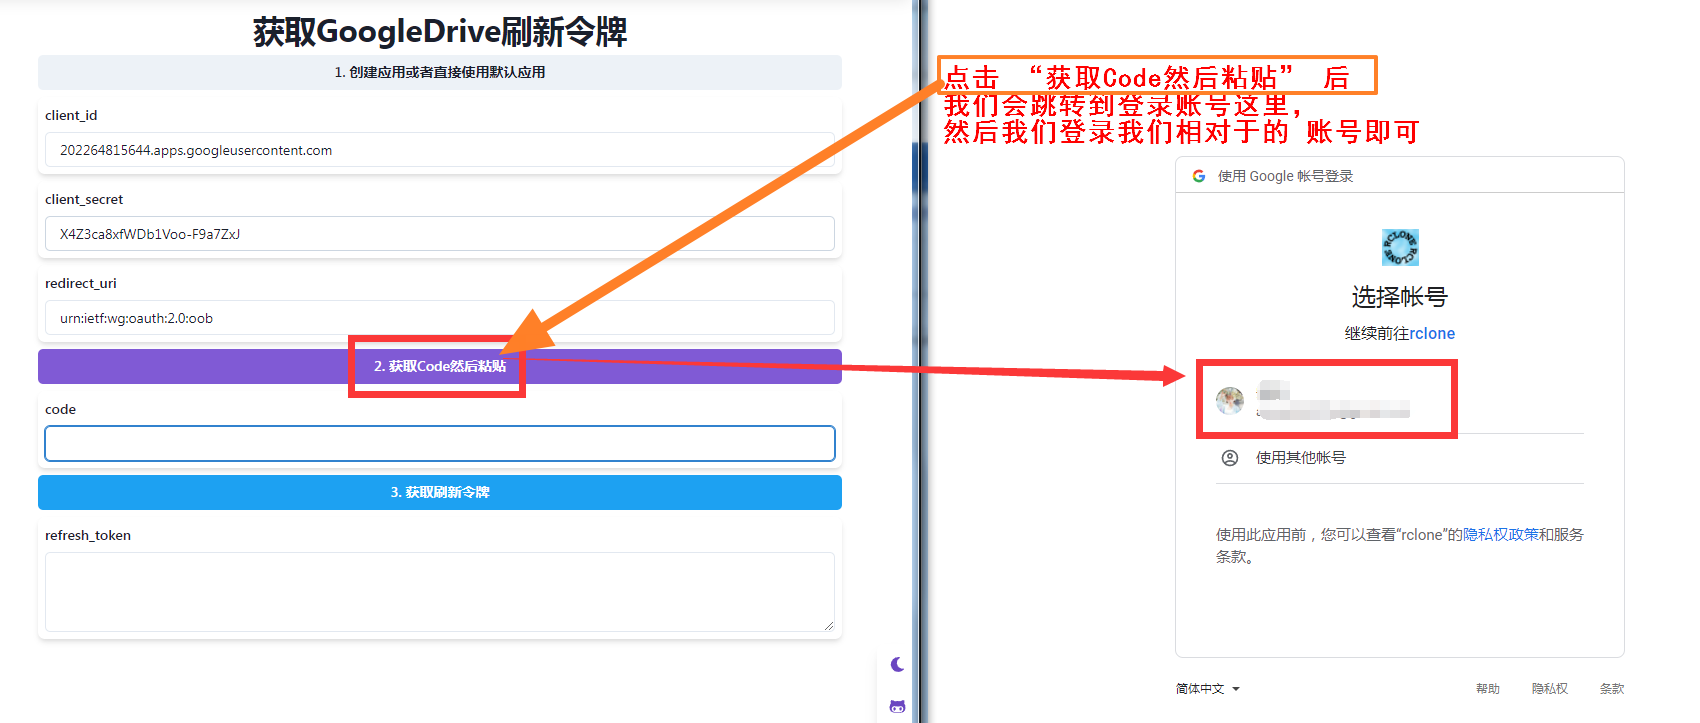 获取GoogleDrive刷新令牌
1. 创建应用或者直接使用默认应用
client_id
202264815644.apps.googleusercontent.com
client_secret
X4Z3ca8xfWDb1Voo-F9a7ZxJ
redirect_uri
urn:ietf:wg:oauth:2.0:oob
2. 获取Code然后粘贴
code
3. 获取刷新令牌
refresh_token
点击 “获取Code然后粘贴” 后
我们会跳转到登录账号这里，
然后我们登录我们相对于的 账号即可
使用 Google 帐号登录
RCLONE RCLONE
选择帐号
继续前往rclone
使用其他帐号
使用此应用前，您可以查看“rclone”的隐私权政策和服务
条款。
简体中文
帮助 隐私权 条款